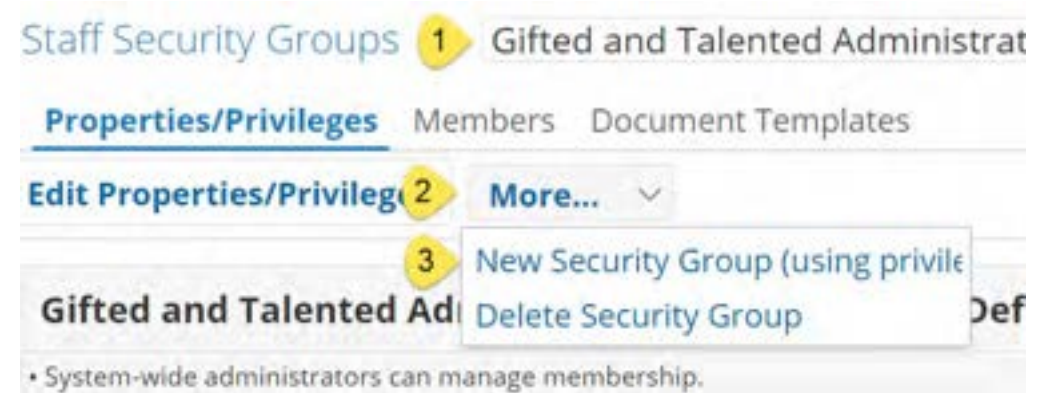 Staff Security Groups 1 Gifted and Talented Administrat
Properties/Privileges Members Document Templates
Edit Properties/Privileg 2 More...
3 New Security Group (using privile
Gifted and Talented Ad Delete Security Group Def
• System-wide administrators can manage membership.